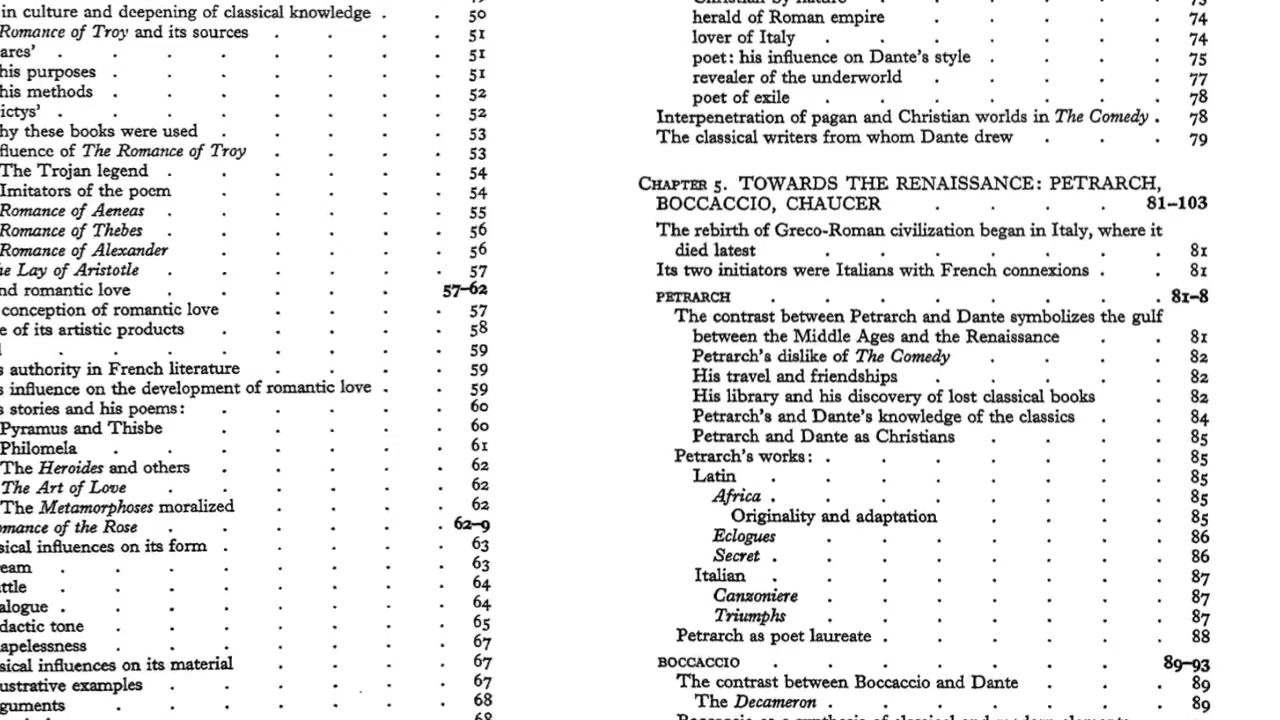 in culture and deepening of classical knowledge . 50
Romance of Troy and its sources . . . . 51
ares' . . . . . . . . 51
his purposes . . . . . . . 51
his methods . . . . . . . 52
ictys' . . . . . . . . 52
hy these books were used . . . . . 53
fluence of The Romance of Troy . . . . 53
The Trojan legend . . . . . . 54
Imitators of the poem . . . . . 54
Romance of Aeneas . . . . . . 55
Romance of Thebes . . . . . . 56
Romance of Alexander . . . . . 56
he Lay of Aristotle . . . . . . 57
nd romantic love . . . . . 57–62
conception of romantic love . . . . 57
e of its artistic products . . . . . 58
. . . . . . . . 59
s authority in French literature . . . . 59
s influence on the development of romantic love . . 59
s stories and his poems: . . . . . 60
Pyramus and Thisbe . . . . . 60
Philomela . . . . . . . 61
The Heroides and others . . . . . 62
The Art of Love . . . . . . 62
The Metamorphoses moralized . . . . 62
omance of the Rose . . . . . . 62–9
sical influences on its form . . . . . 63
ream . . . . . . . . 63
ttle . . . . . . . . 64
alogue . . . . . . . . 64
dactic tone . . . . . . . 65
apelessness . . . . . . . 67
sical influences on its material . . . . 67
ustrative examples . . . . . . 67
guments . . . . . . . 68
68
73
herald of Roman empire . . . . . 74
lover of Italy . . . . . . . 74
poet: his influence on Dante's style . . . . 75
revealer of the underworld . . . . . 77
poet of exile . . . . . . . 78
Interpenetration of pagan and Christian worlds in The Comedy . 78
The classical writers from whom Dante drew . . . 79
CHAPTER 5. TOWARDS THE RENAISSANCE: PETRARCH,
BOCCACCIO, CHAUCER . . . . 81–103
The rebirth of Greco-Roman civilization began in Italy, where it
died latest . . . . . . . 81
Its two initiators were Italians with French connexions . . 81
PETRARCH . . . . . . . . 81–8
The contrast between Petrarch and Dante symbolizes the gulf
between the Middle Ages and the Renaissance . . 81
Petrarch's dislike of The Comedy . . . . 82
His travel and friendships . . . . . 82
His library and his discovery of lost classical books . 82
Petrarch's and Dante's knowledge of the classics . . 84
Petrarch and Dante as Christians . . . . 85
Petrarch's works: . . . . . . . 85
Latin . . . . . . . . 85
Africa . . . . . . . . 85
Originality and adaptation . . . . 85
Eclogues . . . . . . . 86
Secret . . . . . . . . 86
Italian . . . . . . . . 87
Canzoniere . . . . . . . 87
Triumphs . . . . . . . 87
Petrarch as poet laureate . . . . . . 88
BOCCACCIO . . . . . . . 89–93
The contrast between Boccaccio and Dante . . . 89
The Decameron . . . . . . . 89